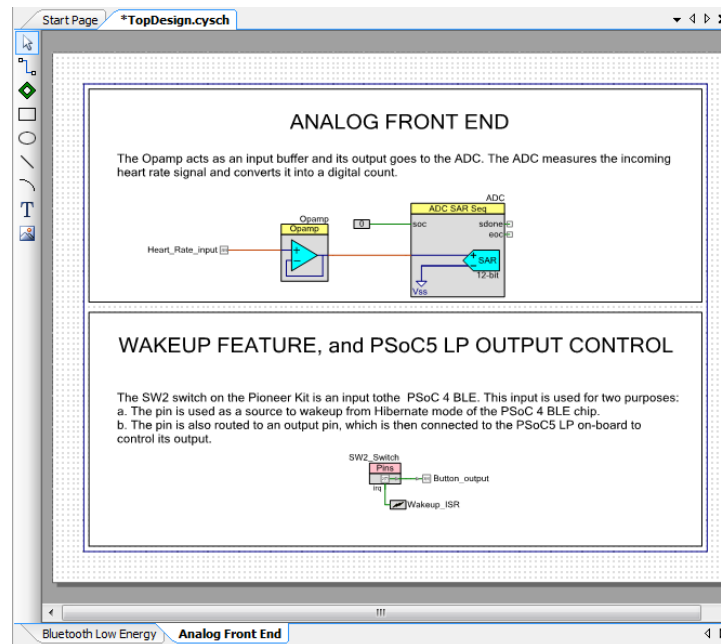 Start Page
*TopDesign.cysch
ANALOG FRONT END
The Opamp acts as an input buffer and its output goes to the ADC. The ADC measures the incoming
heart rate signal and converts it into a digital count.
ADC
ADC SAR Seq
Opamp
Opamp
0
soc
sdone
eoc
Heart_Rate_input
SAR
12-bit
Vss
WAKEUP FEATURE, and PSoC5 LP OUTPUT CONTROL
The SW2 switch on the Pioneer Kit is an input tothe PSoC 4 BLE. This input is used for two purposes:
a. The pin is used as a source to wakeup from Hibernate mode of the PSoC 4 BLE chip.
b. The pin is also routed to an output pin, which is then connected to the PSoC5 LP on-board to
control its output.
SW2_Switch
Pins
Button_output
irq
Wakeup_ISR
Bluetooth Low Energy
Analog Front End